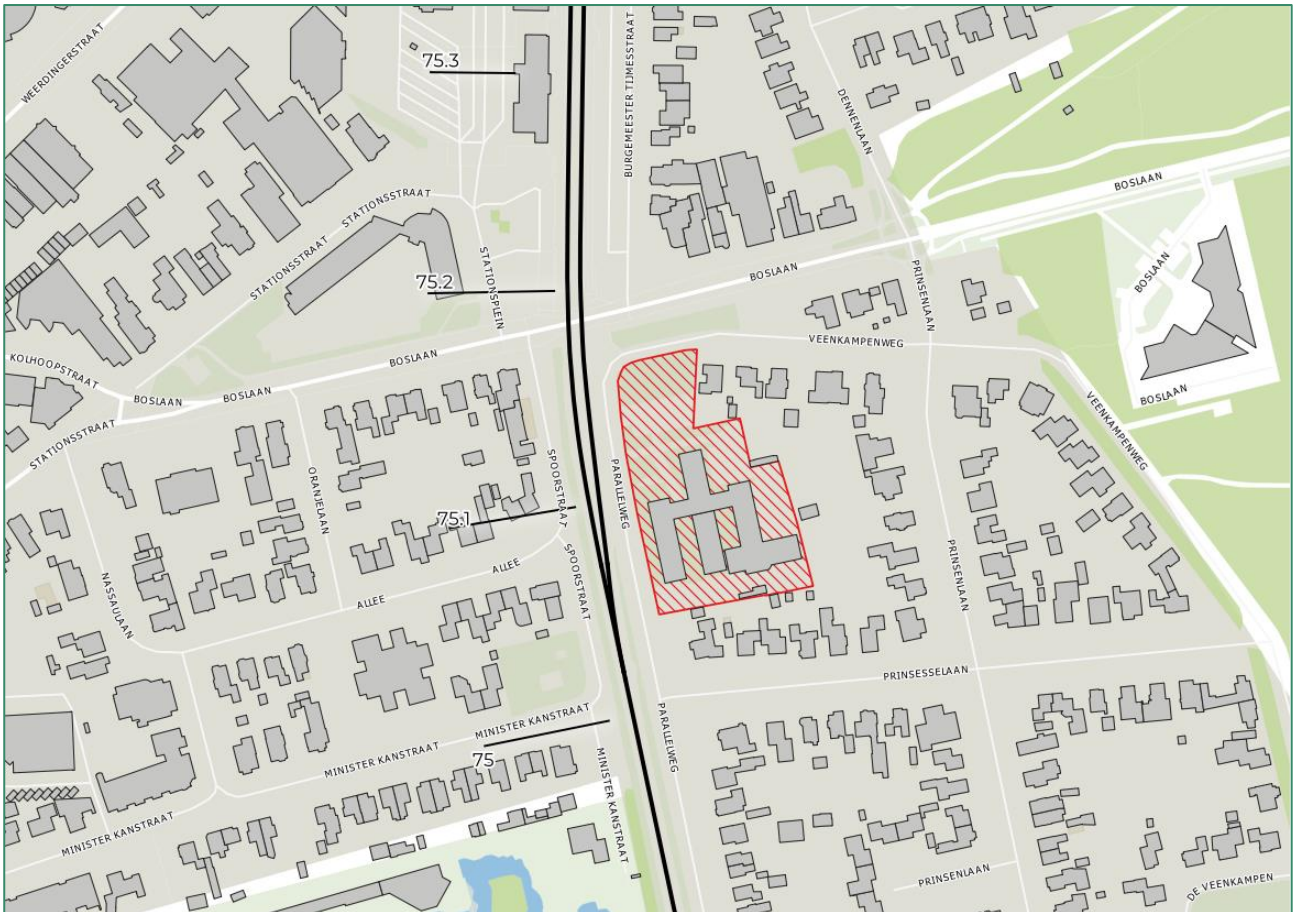 WEERDINGERSTRAAT
75.3
BURGEMEESTER TIJMESSTRAAT
DENNENLAAN
BOSLAAN
STATIONSSTRAAT
STATIONSSTRAAT
STATIONSPLEIN
75.2
BOSLAAN
PRINSENLAAN
BOSLAAN
VEENKAMPENWEG
KOLHOOPSTRAAT
BOSLAAN
BOSLAAN
BOSLAAN
BOSLAAN
VEENKAMPENWEG
STATIONSSTRAAT
ORANJELAAN
SPOORSTRAAT
PARALLELWEG
75.1
ALLEE
SPOORSTRAAT
PRINSENLAAN
NASSAULAAN
ALLEE
PRINSESSELAAN
MINISTER KANSTRAAT
PARALLELWEG
75
MINISTER KANSTRAAT
MINISTER KANSTRAAT
MINISTER KANSTRAAT
PRINSENLAAN
DE VEENKAMPEN